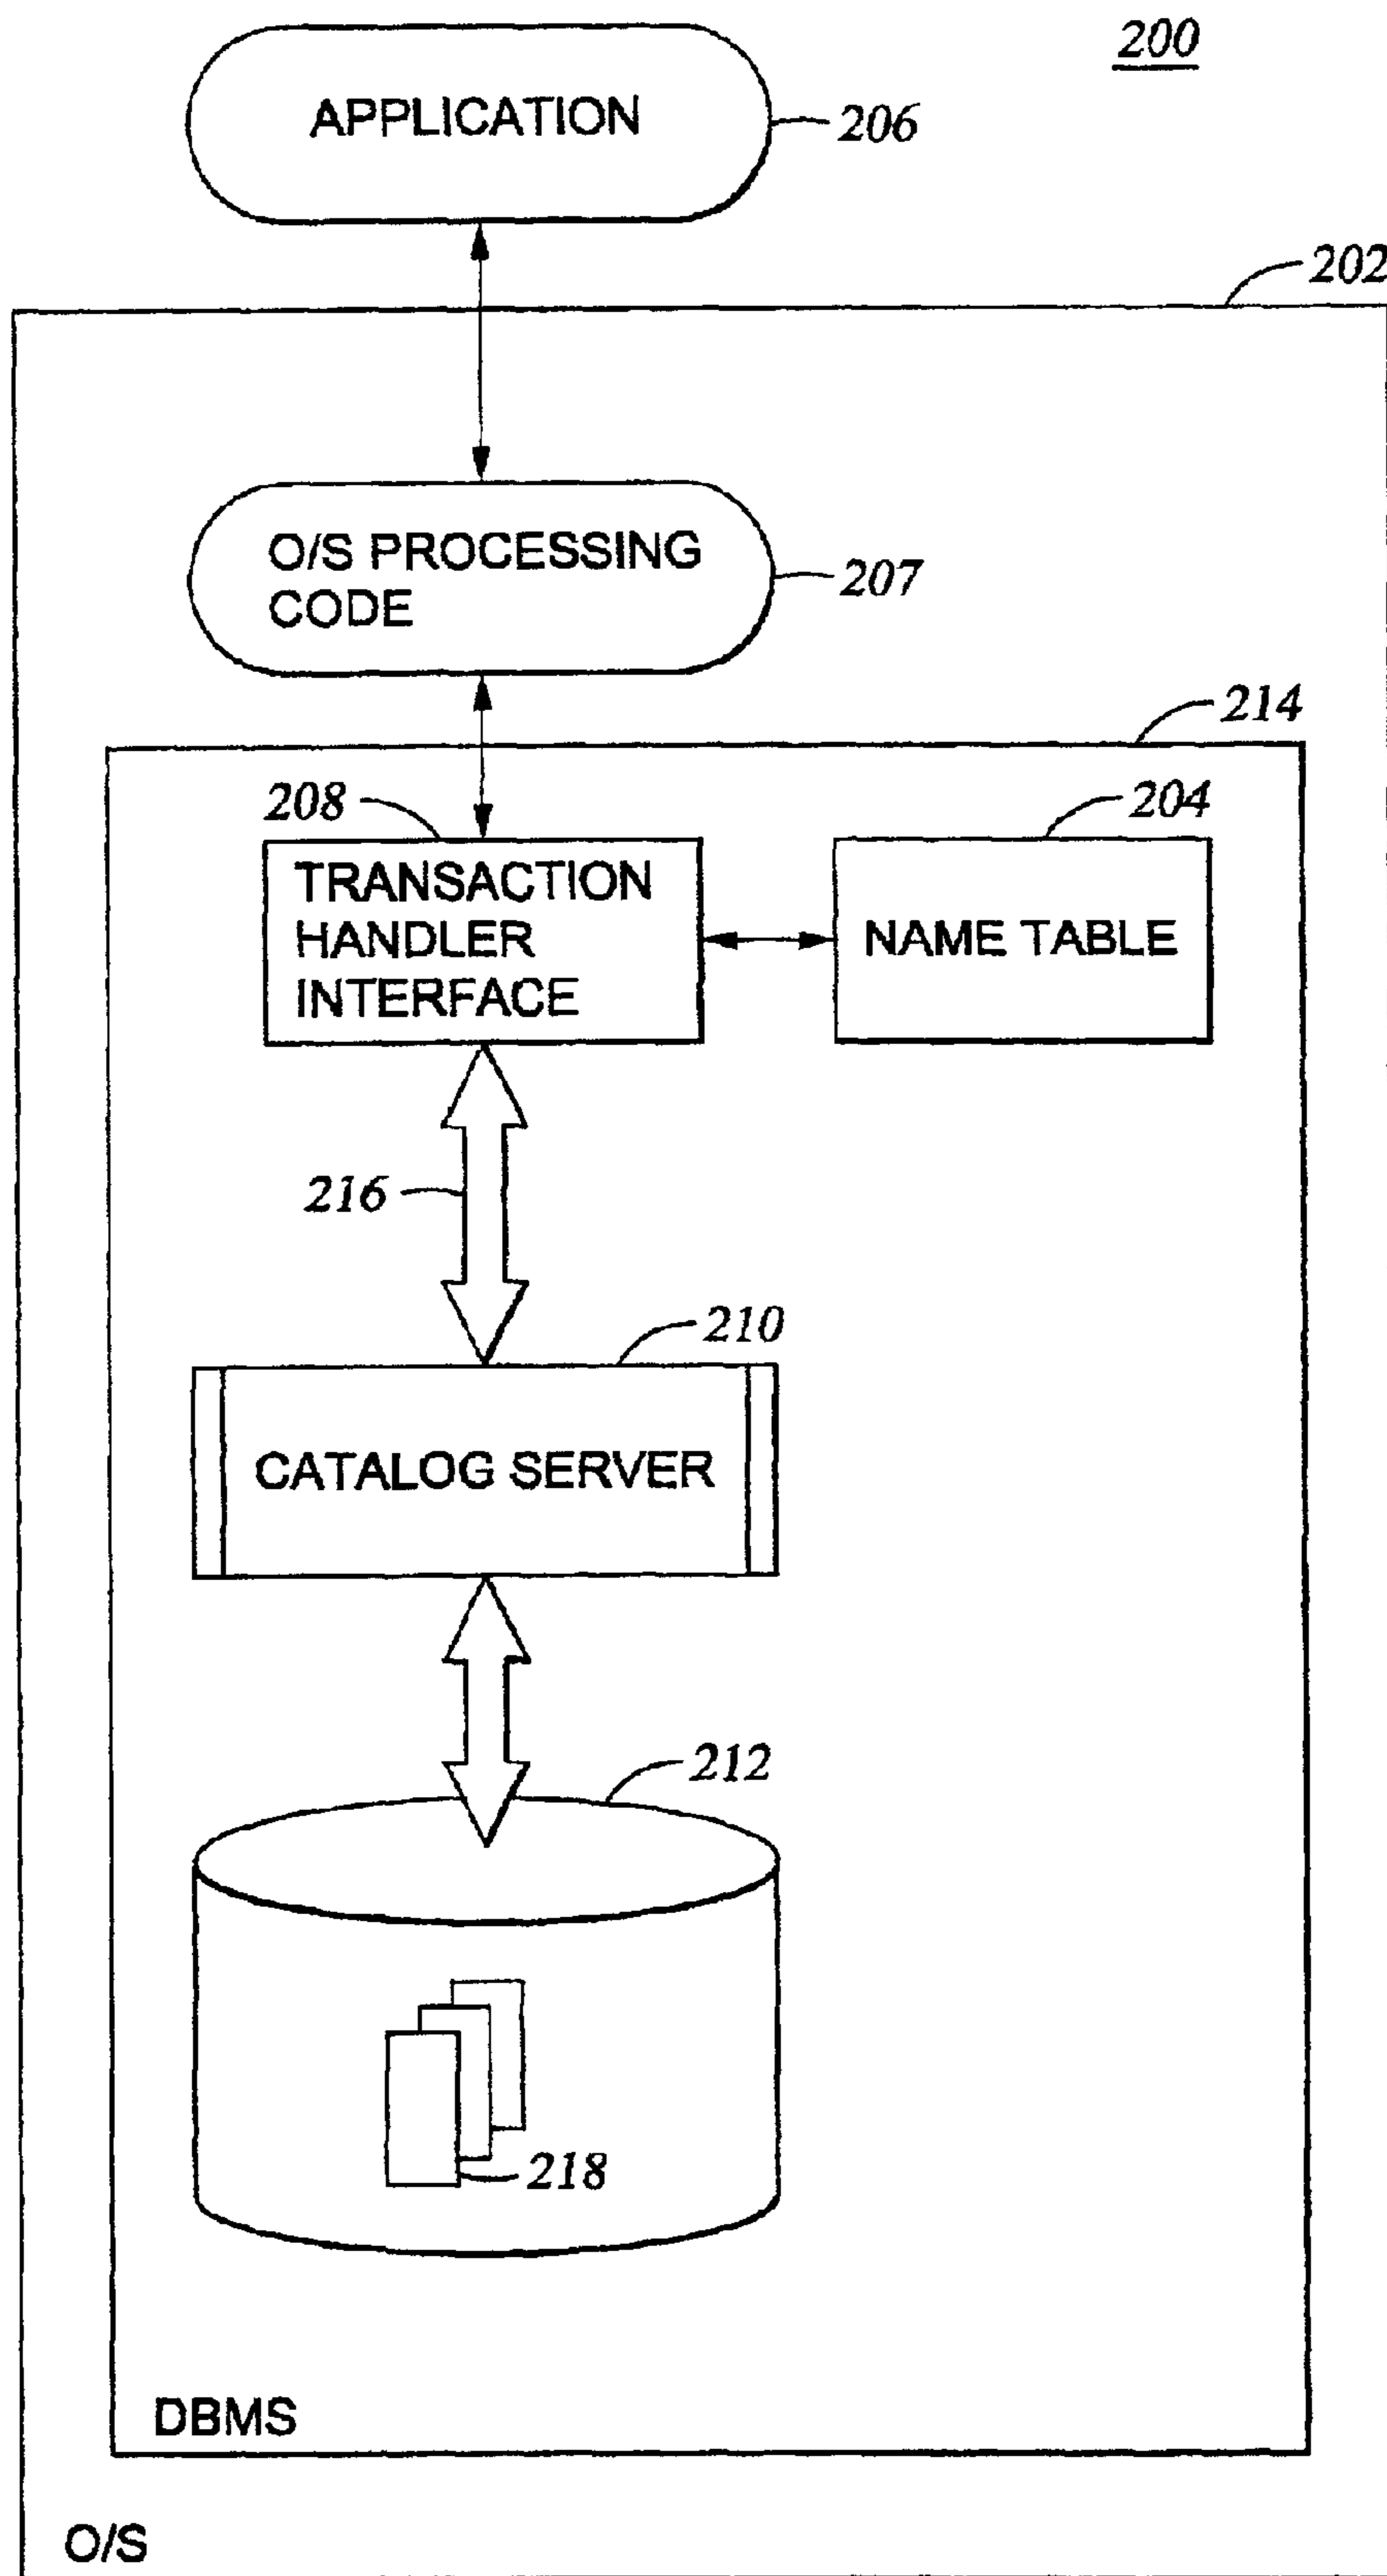 200
APPLICATION
206
202
O/S PROCESSING
CODE
207
214
208
204
TRANSACTION
HANDLER
INTERFACE
NAME TABLE
216
210
CATALOG SERVER
212
218
DBMS
O/S